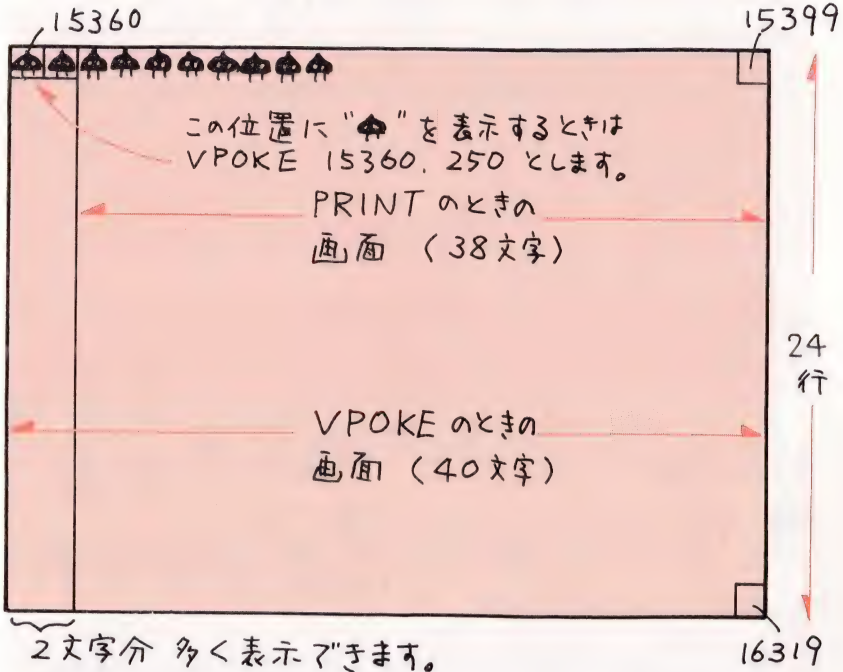 15360
15399
この位置に“♠”を表示するときは
VPOKE 15360, 250 とします。
PRINT のときの
画面 (38文字)
24
行
VPOKE のときの
画面 (40文字)
2文字分 多く表示できます。
16319